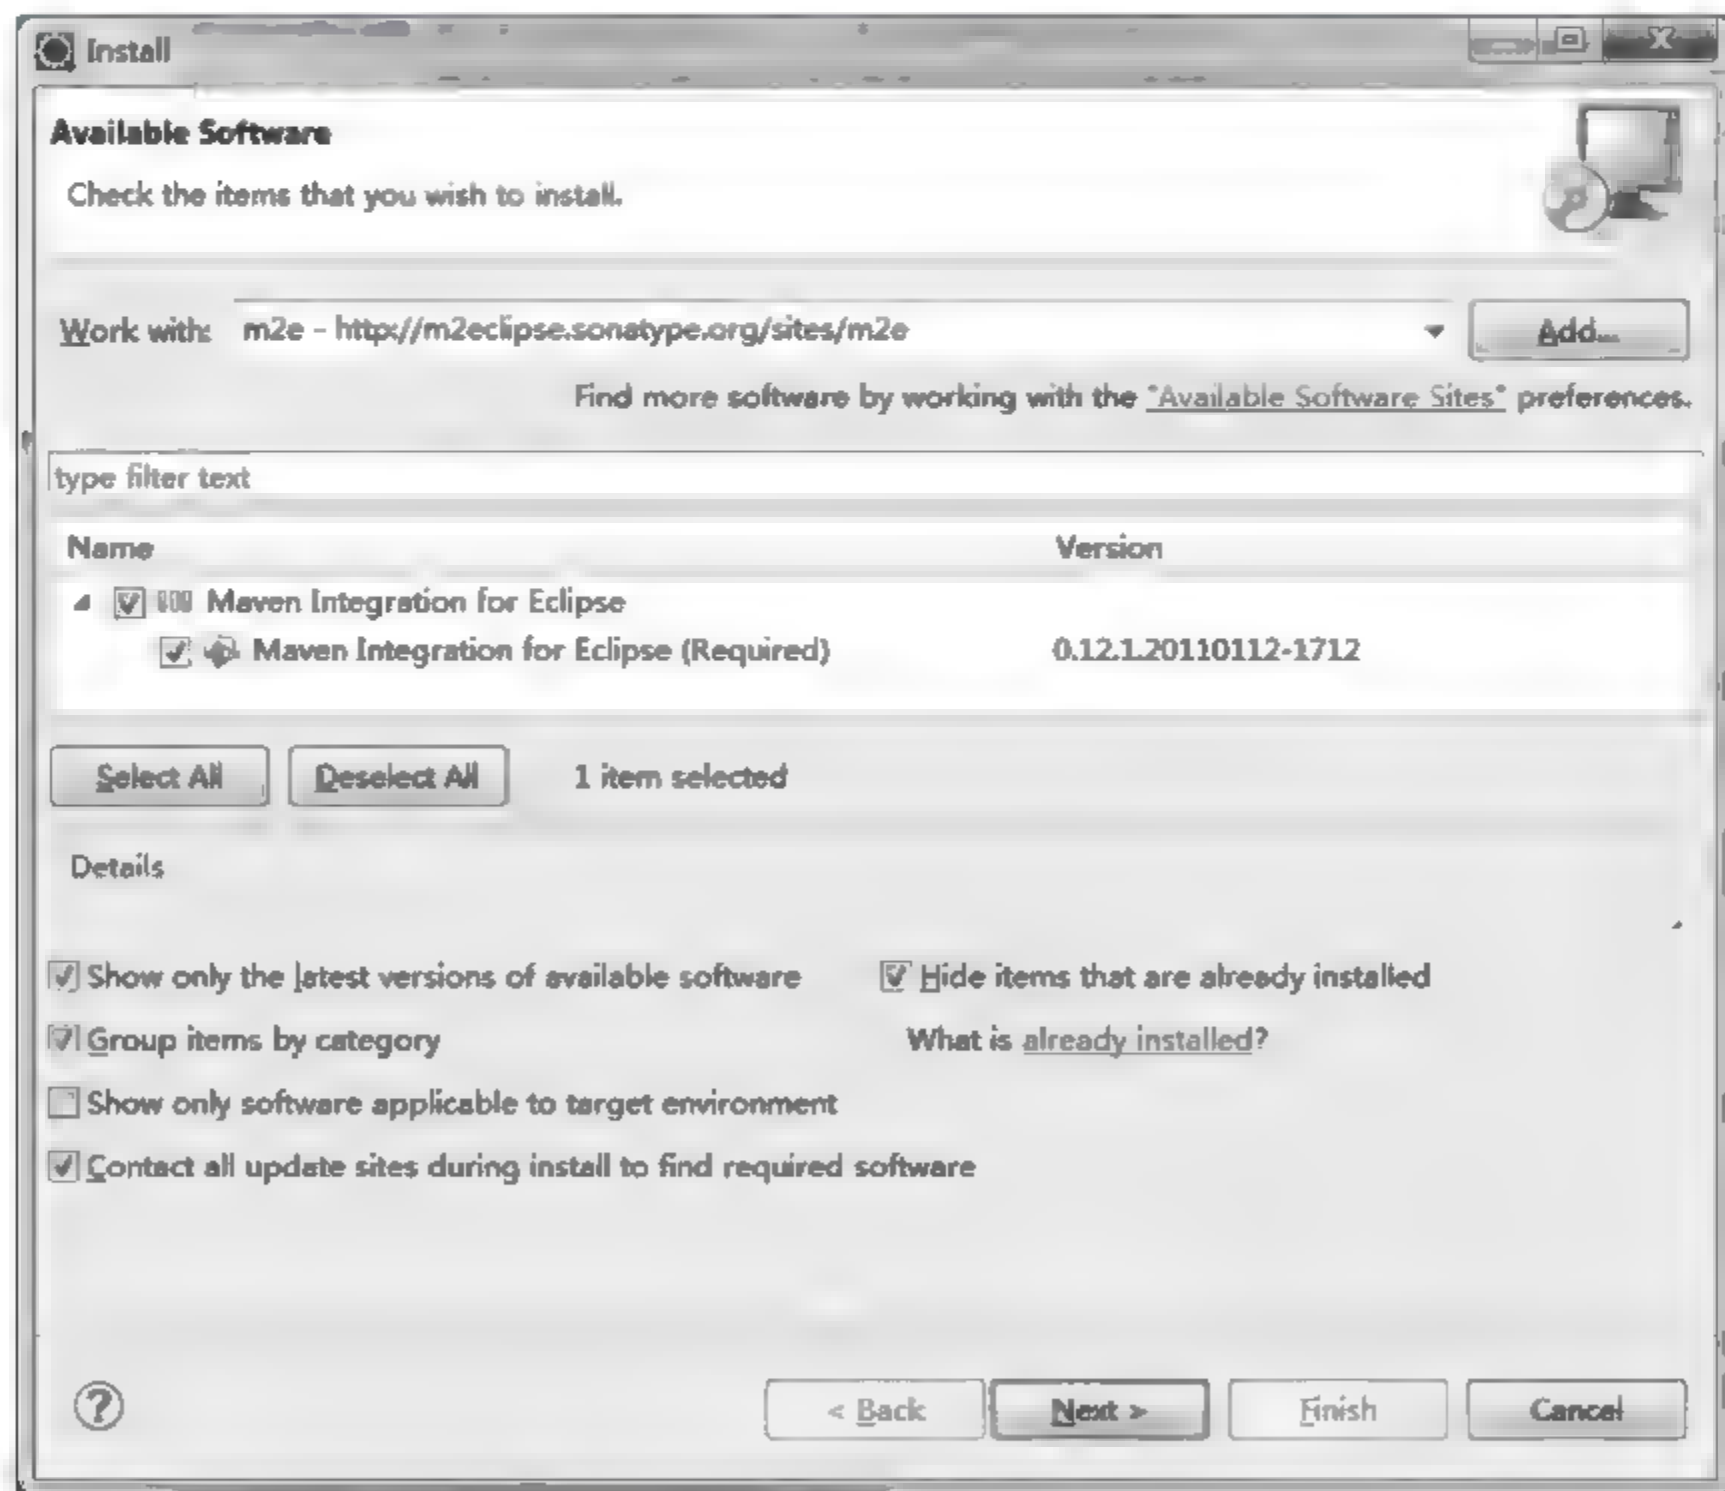 Install
Available Software
Check the items that you wish to install.
Work with: m2e - http://m2eclipse.sonatype.org/sites/m2e Add...
Find more software by working with the "Available Software Sites" preferences.
type filter text
Name Version
Maven Integration for Eclipse
Maven Integration for Eclipse (Required) 0.12.1.20110112-1712
Select All Deselect All 1 item selected
Details
Show only the latest versions of available software Hide items that are already installed
Group items by category What is already installed?
Show only software applicable to target environment
Contact all update sites during install to find required software
? < Back Next > Finish Cancel